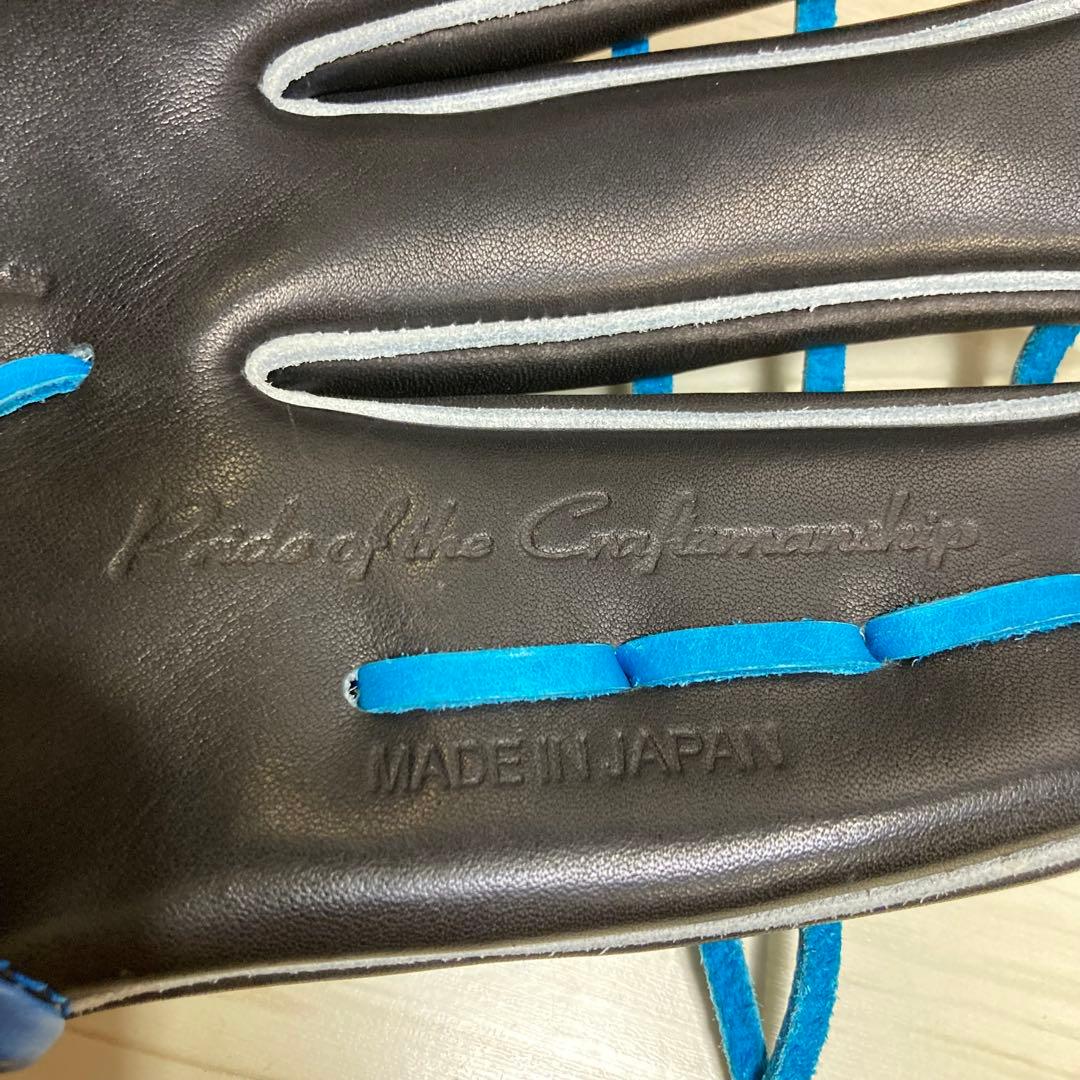 Pride of the Craftsmanship
MADE IN JAPAN